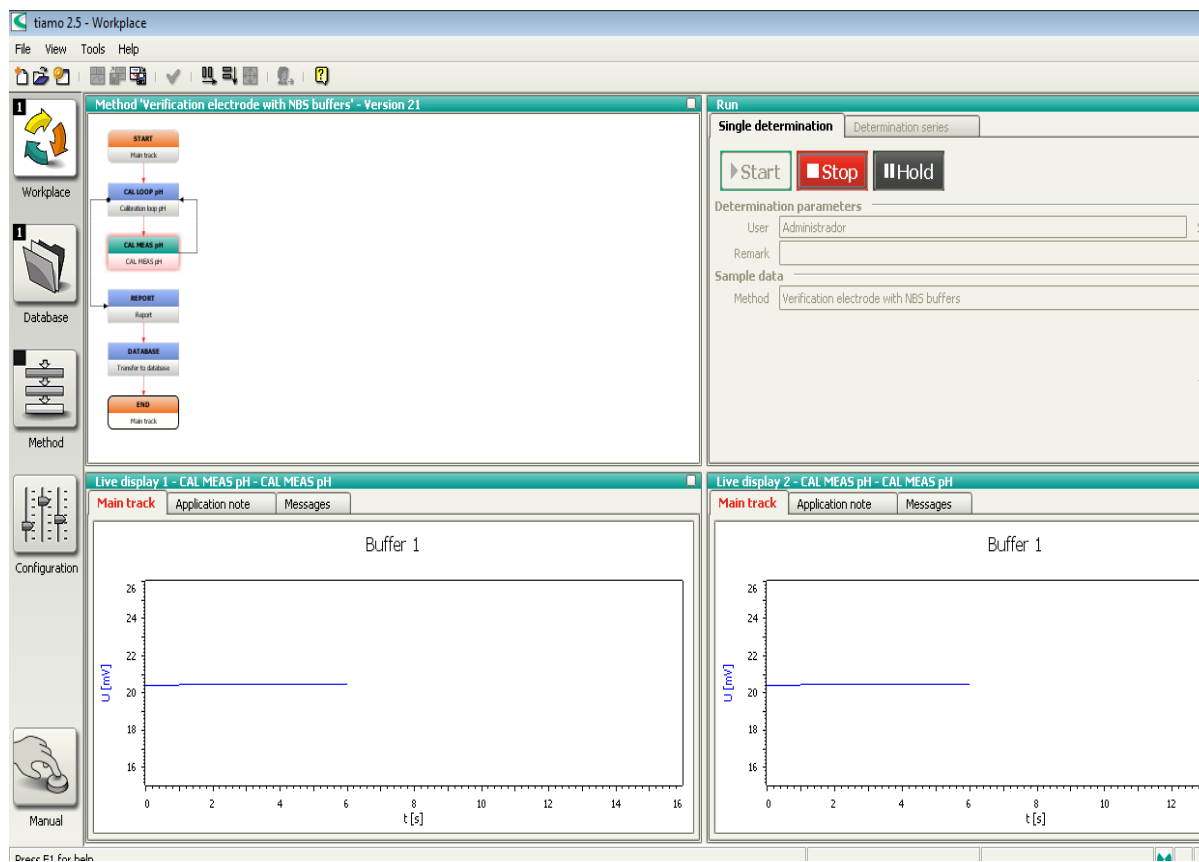 tiamo 2.5 - Workplace
File View Tools Help
1
Workplace
1
Database
Method
Configuration
Manual
Method 'Verification electrode with NBS buffers' - Version 21
START
Main track
CAL LOOP pH
Calibration loop pH
CAL MEAS pH
CAL MEAS pH
REPORT
Report
DATABASE
Transfer to database
END
Main track
Run
Single determination Determination series
Start Stop Hold
Determination parameters
User Administrador
Remark
Sample data
Method Verification electrode with NBS buffers
Live display 1 - CAL MEAS pH - CAL MEAS pH
Main track Application note Messages
Buffer 1
26
24
22
20
18
16
U [mV]
0 2 4 6 8 10 12 14 16
t [s]
Live display 2 - CAL MEAS pH - CAL MEAS pH
Main track Application note Messages
Buffer 1
26
24
22
20
18
16
U [mV]
0 2 4 6 8 10 12
t [s]
Press F1 for help